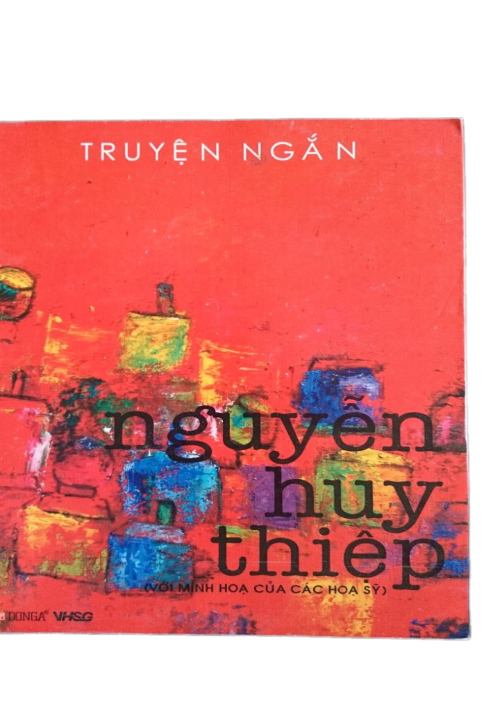 TRUYỆN NGẮN
nguyễn
huy
thiệp
(VỚI MINH HOẠ CỦA CÁC HOẠ SỸ)
DONGA® VHSG